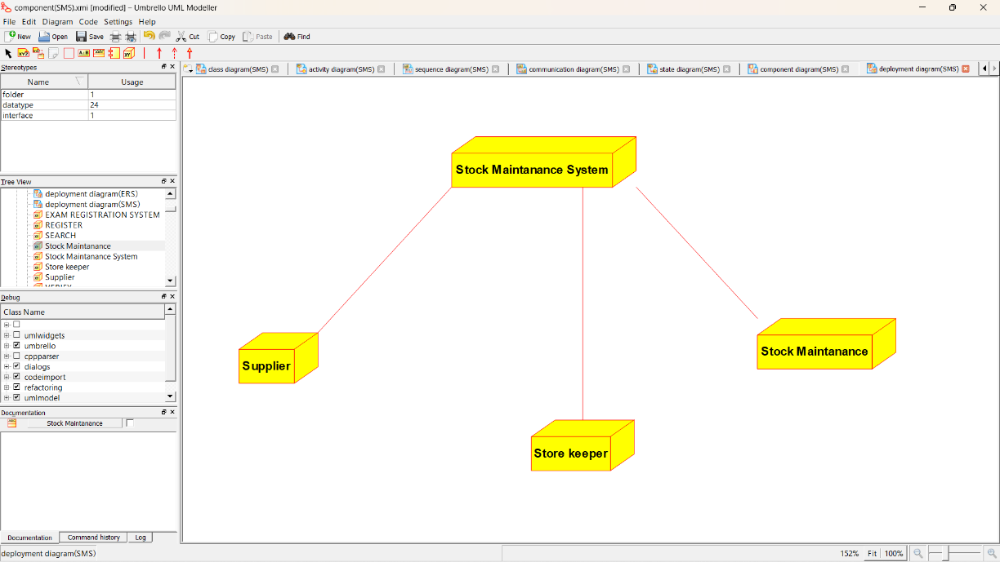 component(SMS).xmi [modified] – Umbrello UML Modeller
File Edit Diagram Code Settings Help
New Open Save Cut Copy Paste Find
Stereotypes
Name Usage
folder 1
datatype 24
interface 1
Tree View
deployment diagram(ERS)
deployment diagram(SMS)
EXAM REGISTRATION SYSTEM
REGISTER
SEARCH
Stock Maintanance
Stock Maintanance System
Store keeper
Supplier
Debug
Class Name
umlwidgets
umbrello
cppparser
dialogs
codeimport
refactoring
umlmodel
Documentation
Stock Maintanance
Documentation Command history Log
class diagram(SMS) activity diagram(SMS) sequence diagram(SMS) communication diagram(SMS) state diagram(SMS) component diagram(SMS) deployment diagram(SMS)
Stock Maintanance System
Supplier
Stock Maintanance
Store keeper
deployment diagram(SMS)
152% Fit 100%